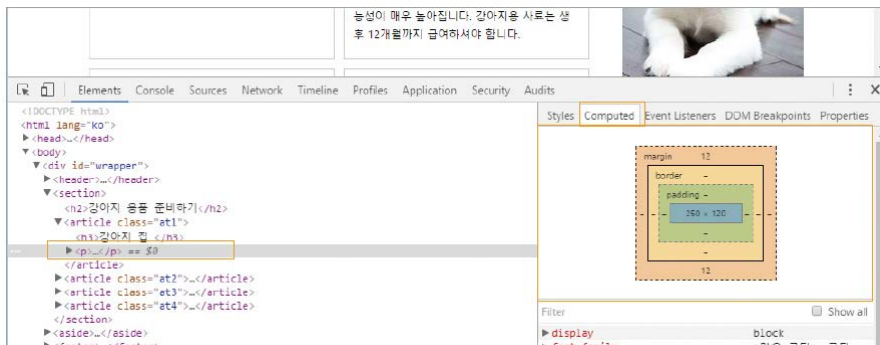 능성이 매우 높아집니다. 강아지용 사료는 생
후 12개월까지 급여하셔야 합니다.
Elements Console Sources Network Timeline Profiles Application Security Audits
<!DOCTYPE html>
<html lang="ko">
▶<head>…</head>
▼<body>
▼<div id="wrapper">
▶<header>…</header>
▼<section>
<h2>강아지 용품 준비하기</h2>
▼<article class="at1">
<h3>강아지 집 </h3>
… ▶<p>…</p> == $0
</article>
▶<article class="at2">…</article>
▶<article class="at3">…</article>
▶<article class="at4">…</article>
</section>
▶<aside>…</aside>
Styles Computed Event Listeners DOM Breakpoints Properties
margin 12
border -
padding -
- - - 250 × 120 - - -
-
-
12
Filter Show all
▶ display block